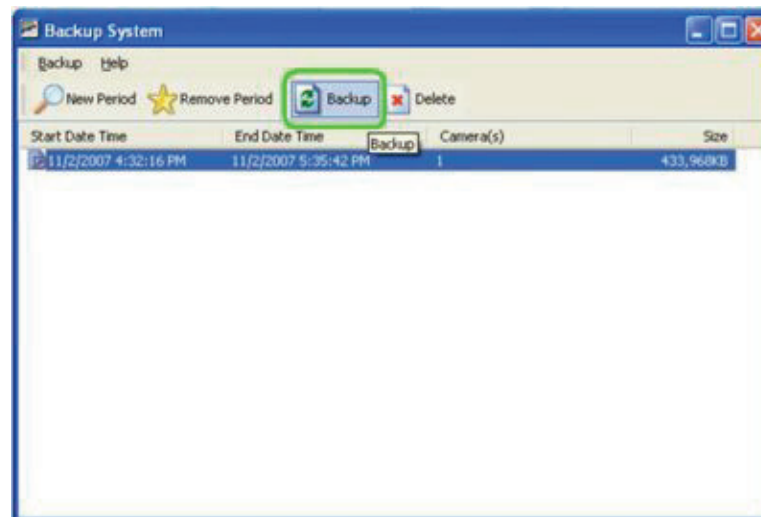 Backup System
Backup Help
New Period Remove Period Backup Delete
Start Date Time End Date Time Camera(s) Size
Backup
11/2/2007 4:32:16 PM 11/2/2007 5:35:42 PM 1 433,968KB